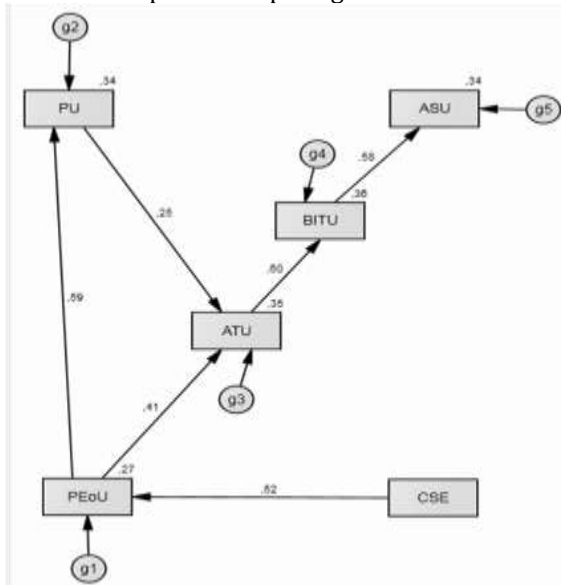 g2
.34
PU
.34
ASU
g5
g4
.58
.36
BITU
.25
.60
.35
ATU
.59
g3
.41
.27
PEoU
.52
CSE
g1